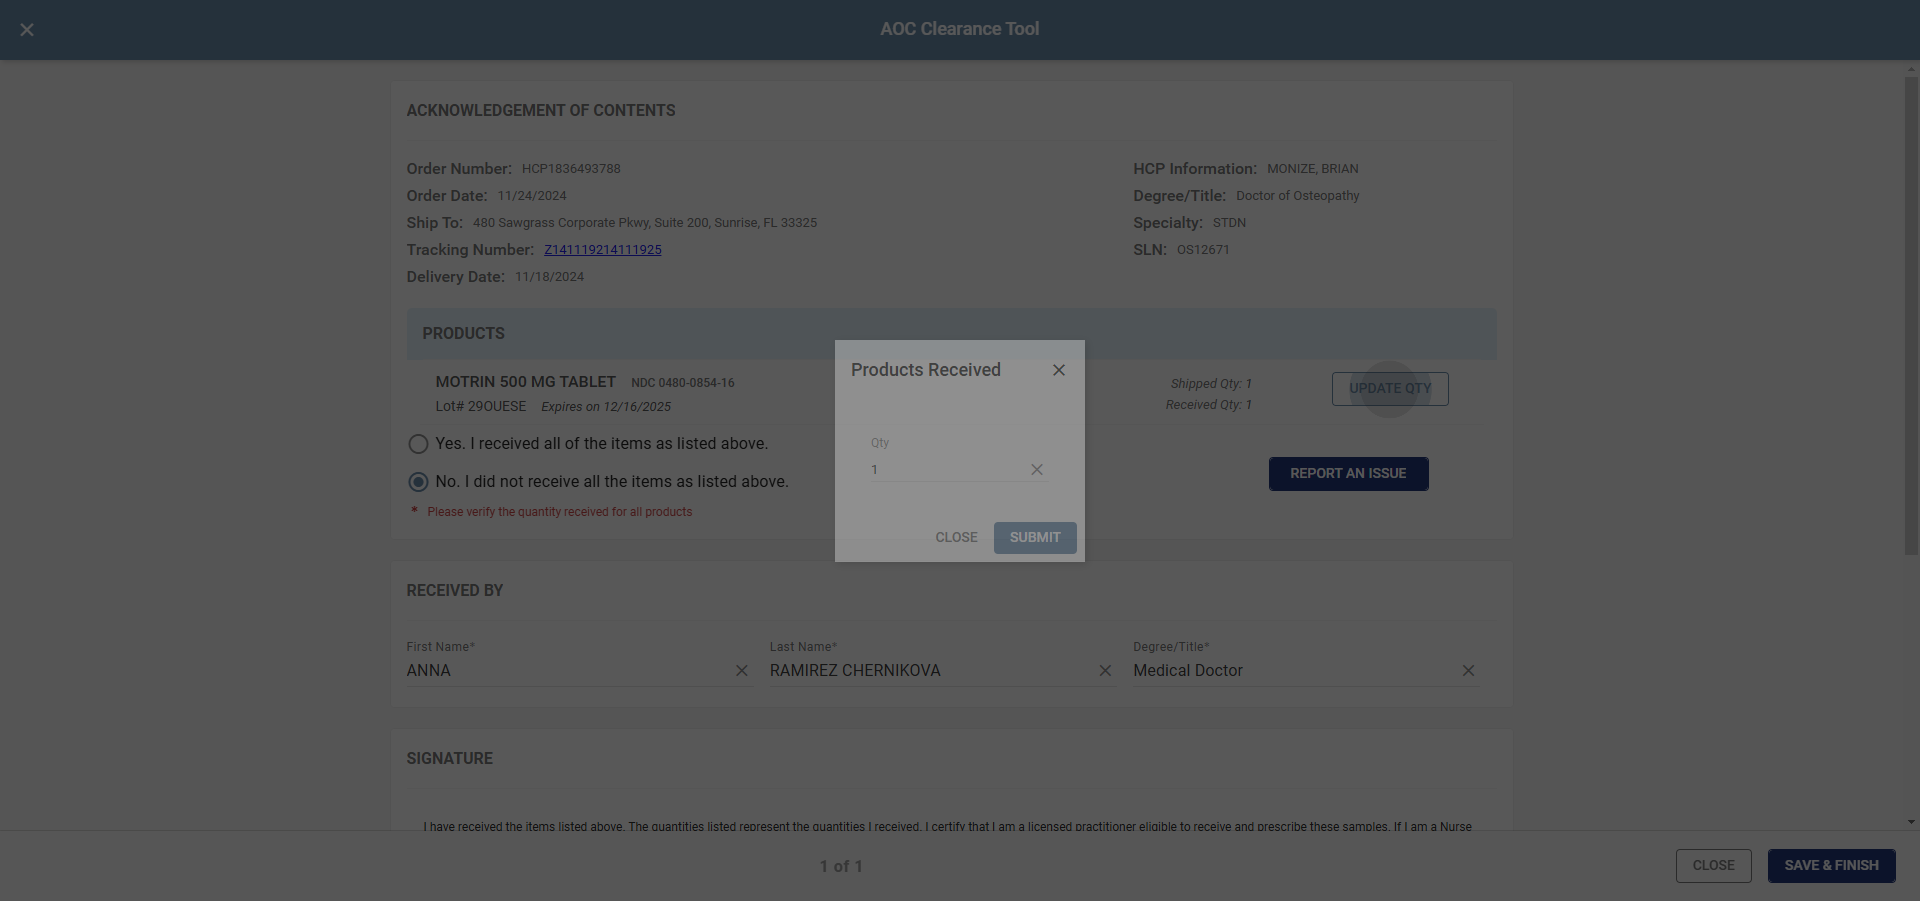 AOC Clearance Tool
ACKNOWLEDGEMENT OF CONTENTS
Order Number: HCP1836493788
Order Date: 11/24/2024
Ship To: 480 Sawgrass Corporate Pkwy, Suite 200, Sunrise, FL 33325
Tracking Number: Z141119214111925
Delivery Date: 11/18/2024
HCP Information: MONIZE, BRIAN
Degree/Title: Doctor of Osteopathy
Specialty: STDN
SLN: OS12671
PRODUCTS
MOTRIN 500 MG TABLET NDC 0480-0854-16
Lot# 29OUESE Expires on 12/16/2025
Shipped Qty: 1
Received Qty: 1
UPDATE QTY
Yes. I received all of the items as listed above.
No. I did not receive all the items as listed above.
* Please verify the quantity received for all products
REPORT AN ISSUE
Products Received
Qty
1
CLOSE SUBMIT
RECEIVED BY
First Name* Last Name* Degree/Title*
ANNA RAMIREZ CHERNIKOVA Medical Doctor
SIGNATURE
I have received the items listed above. The quantities listed represent the quantities I received. I certify that I am a licensed practitioner eligible to receive and prescribe these samples. If I am a Nurse
1 of 1
CLOSE SAVE & FINISH